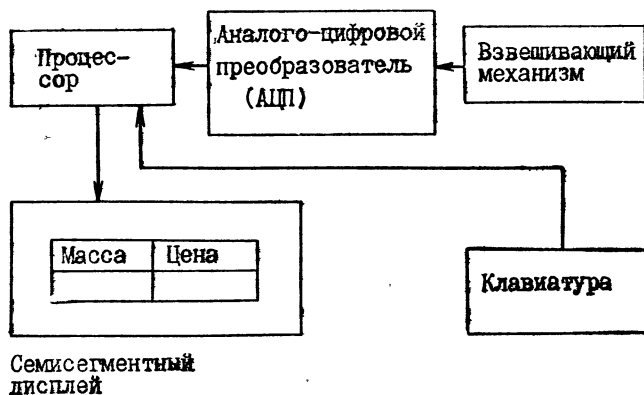 Процес-
сор
Аналого-цифровой
преобразователь
(АЦП)
Взвешивающий
механизм
Масса
Цена
Клавиатура
Семисегментный
дисплей